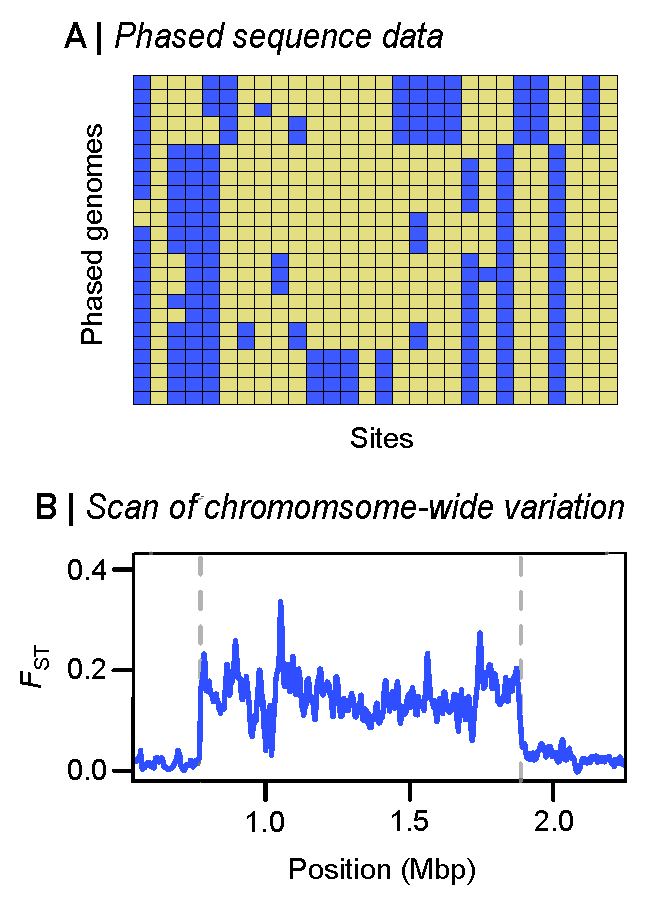 A | Phased sequence data
Phased genomes
Sites
B | Scan of chromomsome-wide variation
0.4
0.2
0.0
FST
1.0 1.5 2.0
Position (Mbp)